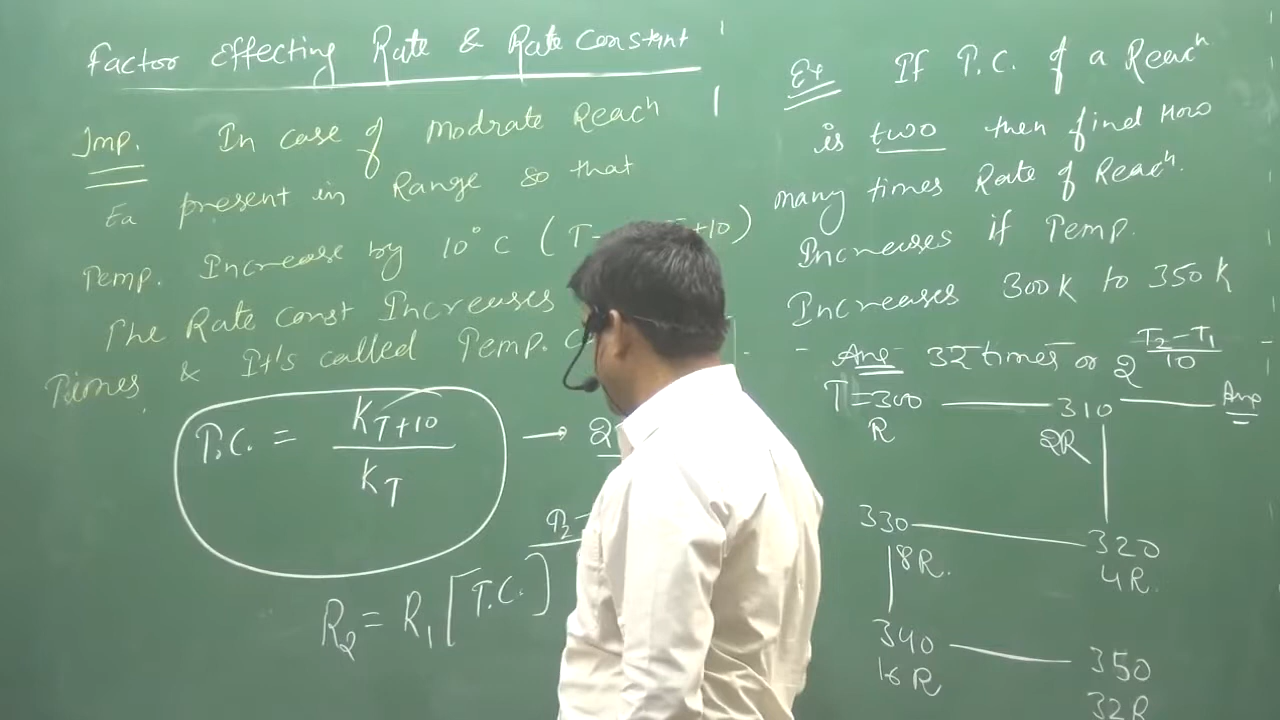 Factor Effecting Rate & Rate Constant
Imp. In case of modrate Reacn
Ea present in Range so that
Temp. Increase by 10°C (T +10)
The Rate const Increases
Times & It's called Temp. C
T.C. = K_{T+10} / K_T → 2
R₂ = R₁ [T.C.]
Ex If T.C. of a Reacn
is two then find How
many times Rate of Reacn.
Increases if Temp.
Increases 300K to 350K
Ans 32 times or 2^{(T₂-T₁)/10}
T = 300 310 Ans
R 2R
330 320
8R. 4R.
340 350
16R 32R